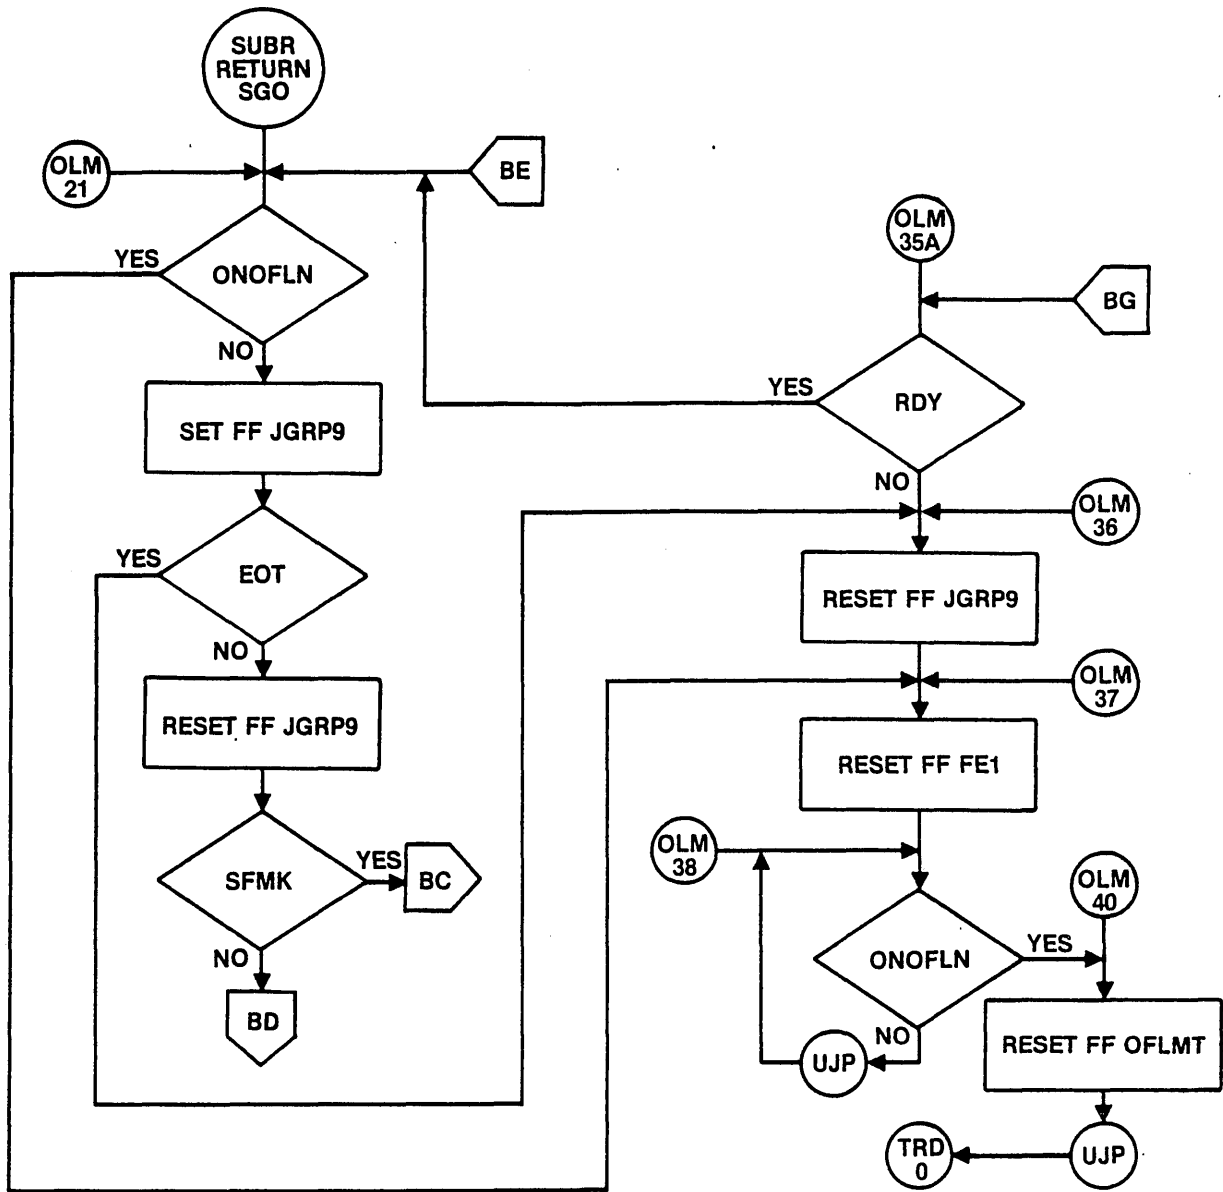 SUBR
RETURN
SGO
OLM
21
BE
YES
ONOFLN
NO
SET FF JGRP9
YES
EOT
NO
RESET FF JGRP9
SFMK
YES
BC
NO
BD
OLM
35A
BG
YES
RDY
NO
OLM
36
RESET FF JGRP9
OLM
37
RESET FF FE1
OLM
38
ONOFLN
YES
OLM
40
NO
UJP
RESET FF OFLMT
UJP
TRD
0